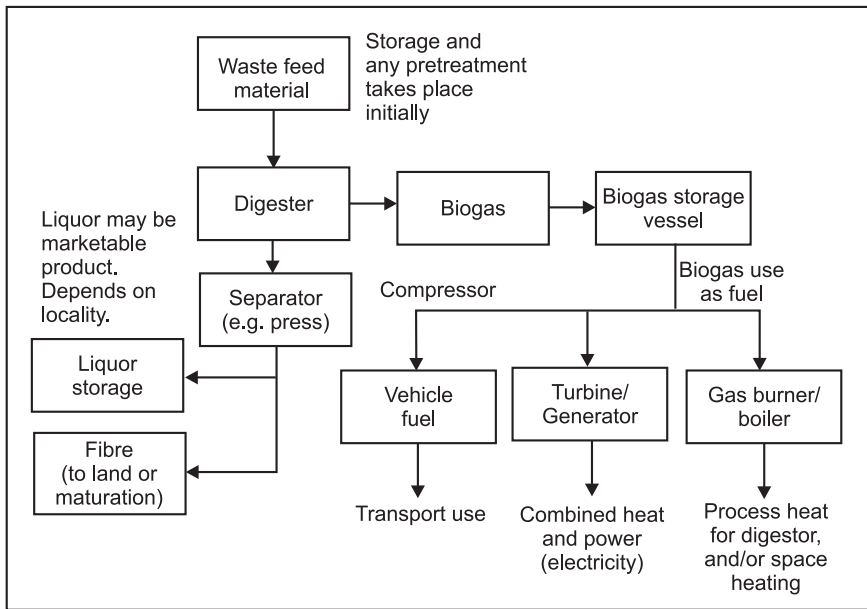 Waste feed
material
Storage and
any pretreatment
takes place
initially
Digester
Biogas
Biogas storage
vessel
Liquor may be
marketable
product.
Depends on
locality.
Separator
(e.g. press)
Compressor
Biogas use
as fuel
Liquor
storage
Vehicle
fuel
Turbine/
Generator
Gas burner/
boiler
Fibre
(to land or
maturation)
Transport use
Combined heat
and power
(electricity)
Process heat
for digestor,
and/or space
heating